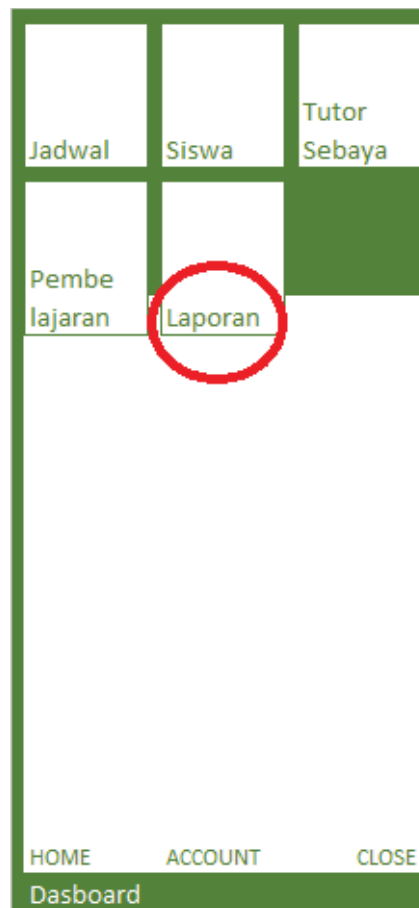 Jadwal
Siswa
Tutor
Sebaya
Pembe
lajaran
Laporan
HOME
ACCOUNT
CLOSE
Dasboard